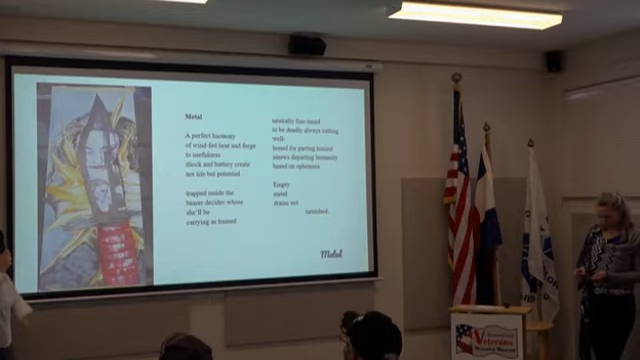 Metal
A perfect harmony
of wind-fed heat and forge
to usefulness
shock and battery create
not life but potential
trapped inside the
bearer decides whose
she'll be
carrying as trained
neutrally fine-tuned
to be deadly always cutting
well-
honed for parting
sinews departing humanity
based on ephemera
Empty
metal
drains out
tarnished.
Metal
Veterans